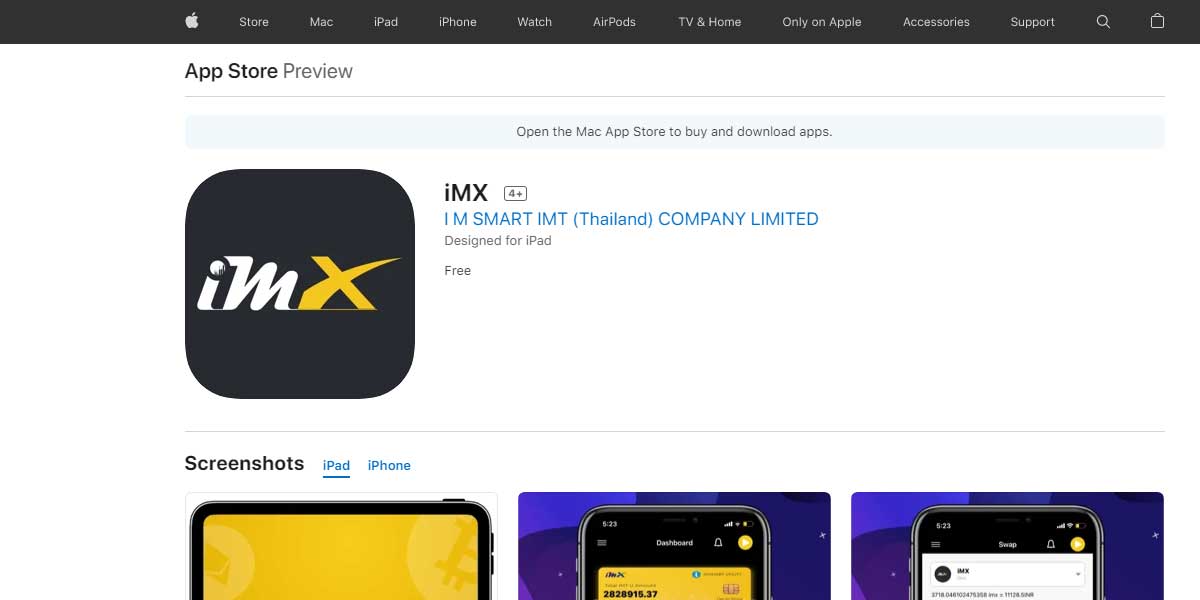 Store Mac iPad iPhone Watch AirPods TV & Home Only on Apple Accessories Support
App Store Preview
Open the Mac App Store to buy and download apps.
iMX
iMX 4+
I M SMART IMT (Thailand) COMPANY LIMITED
Designed for iPad
Free
Screenshots iPad iPhone
5:23
Dashboard
iMX
2828915.37
5:23
Swap
iMX
3718.046102475358 imx = 11126.5INR